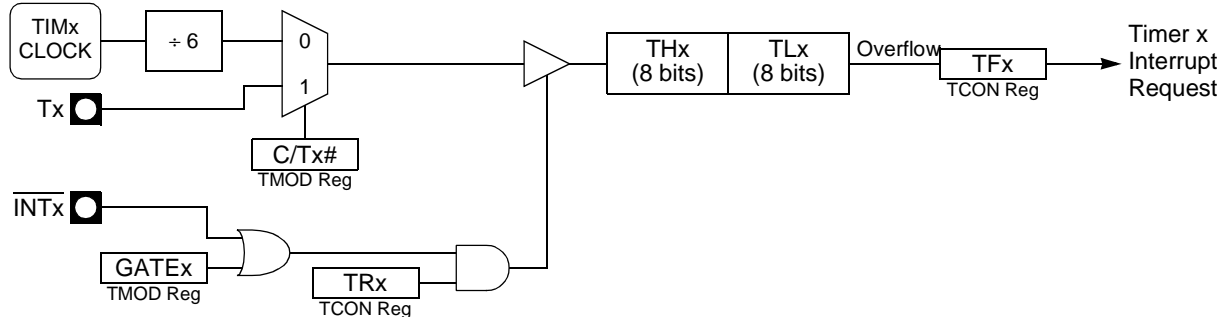 TIMx
CLOCK
÷ 6
0
1
Tx
C/Tx#
TMOD Reg
INTx
GATEx
TMOD Reg
TRx
TCON Reg
THx
(8 bits)
TLx
(8 bits)
Overflow
TFx
TCON Reg
Timer x
Interrupt
Request